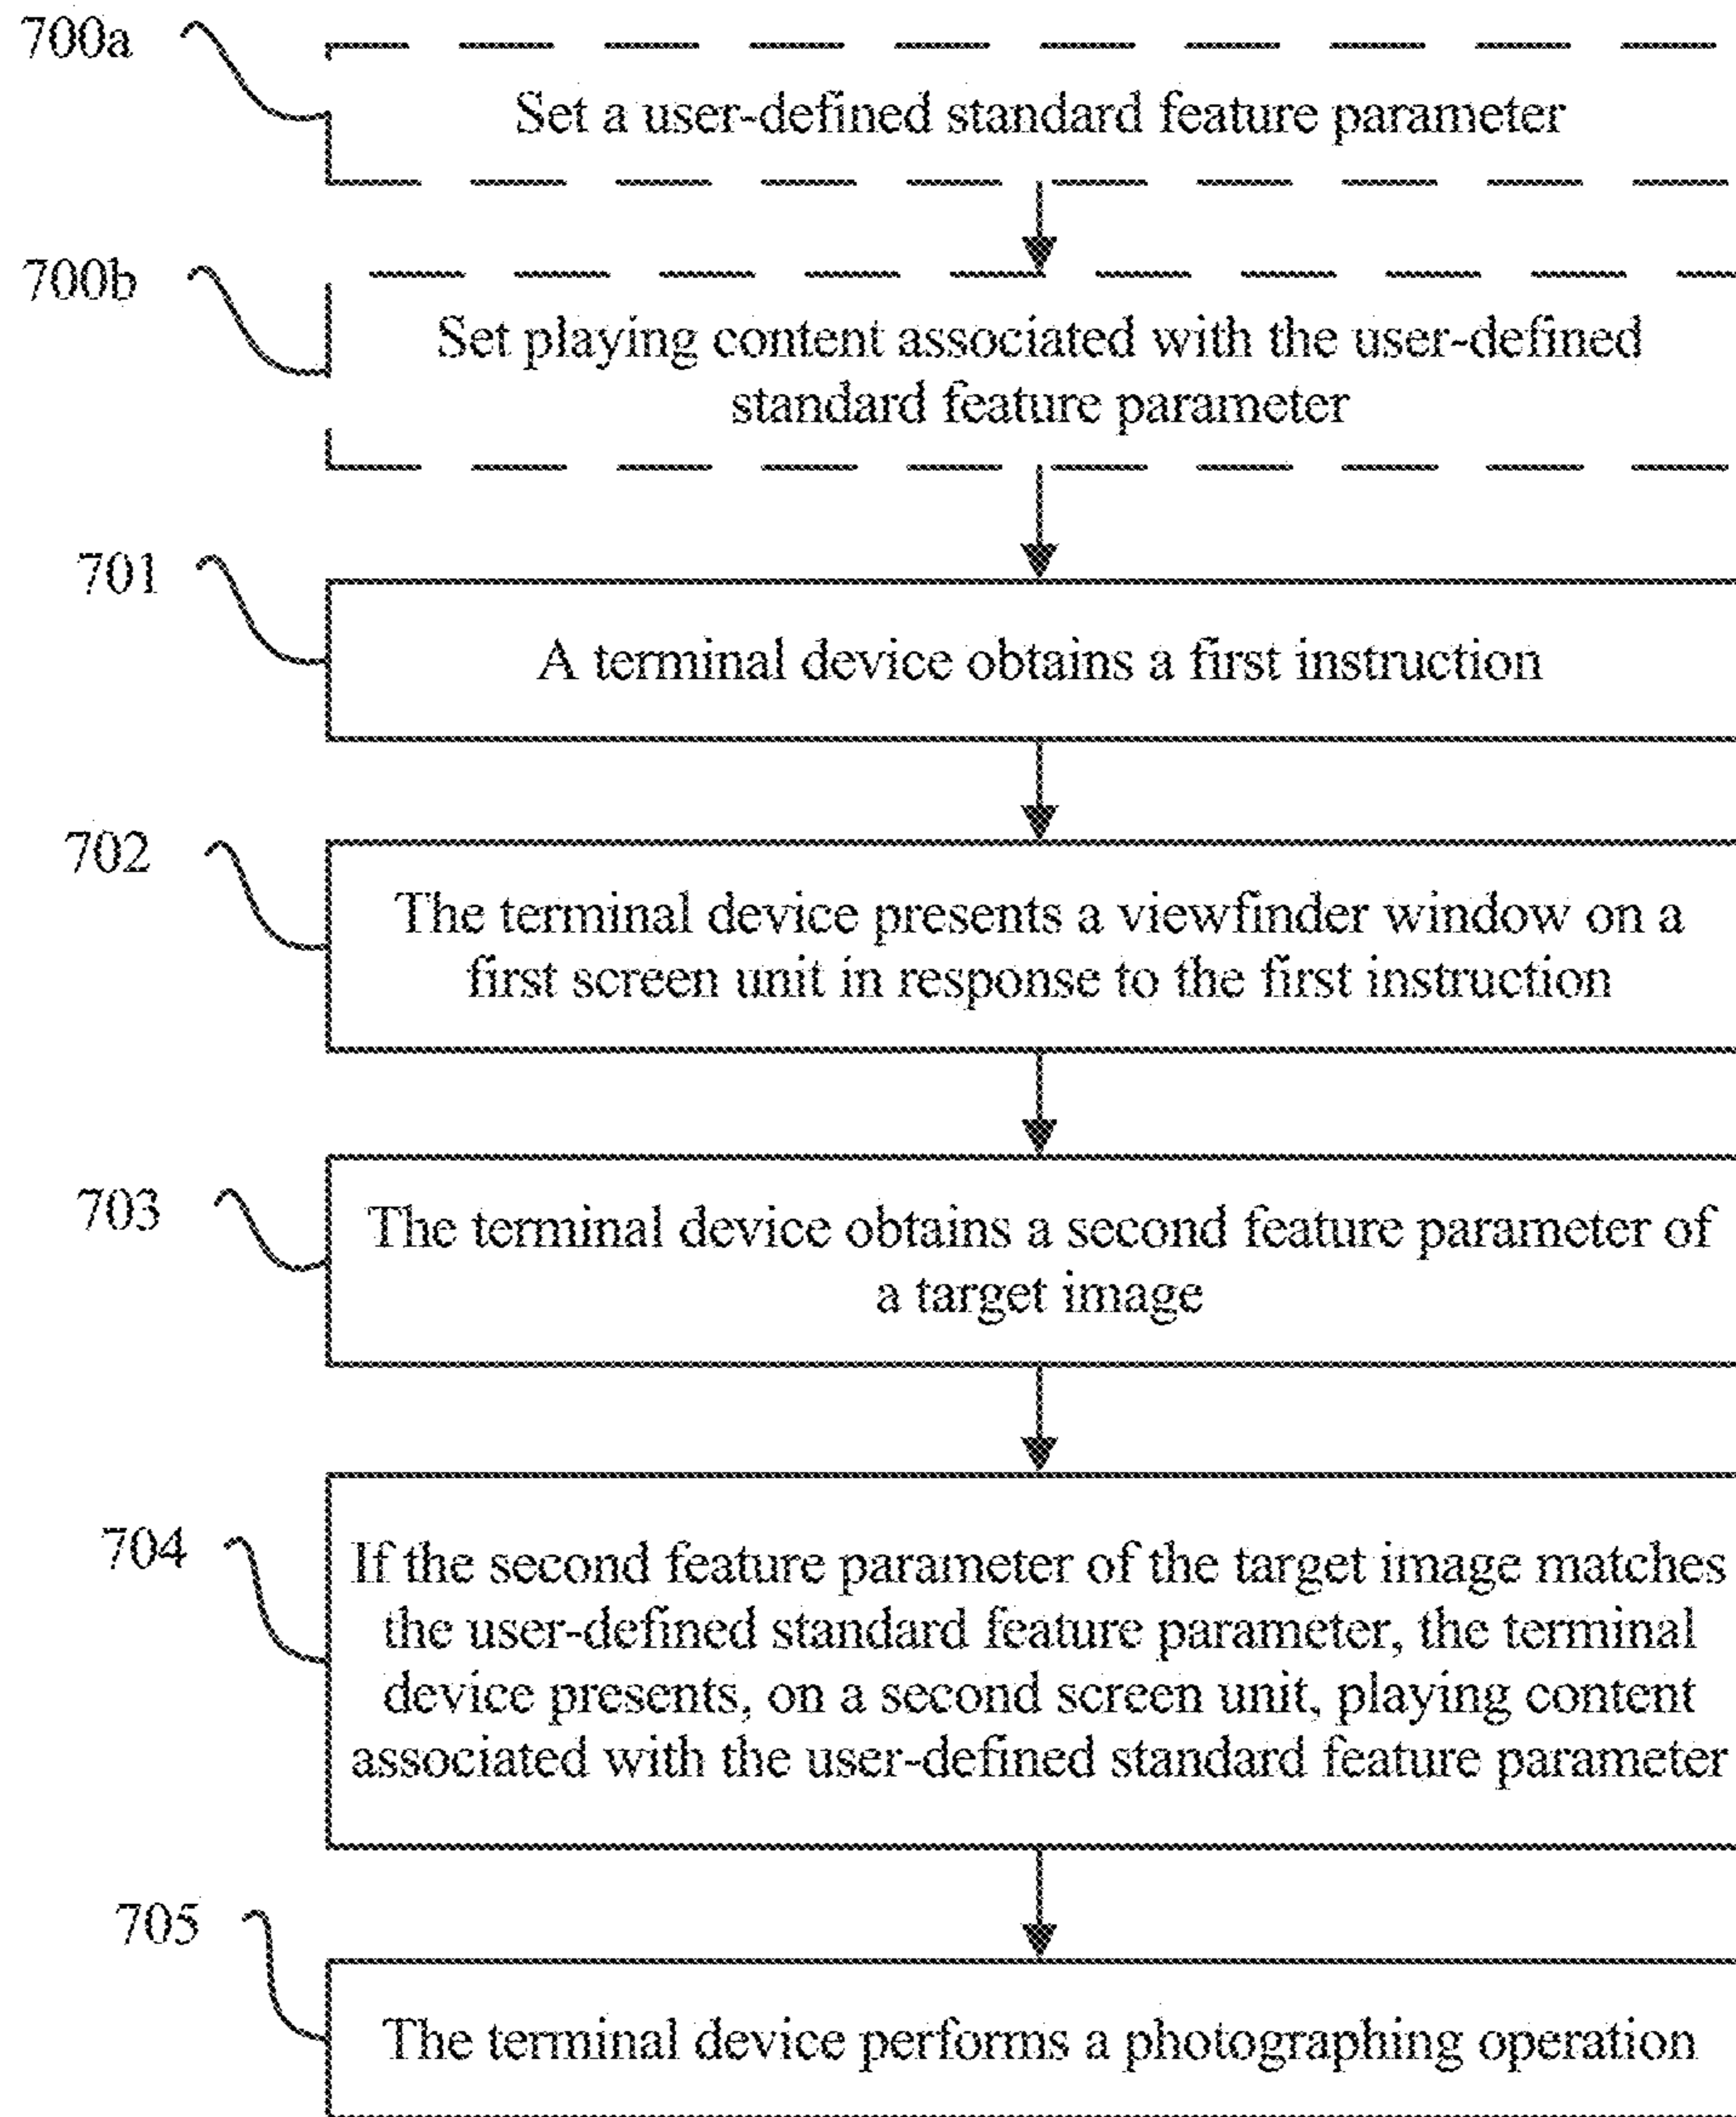 700a
Set a user-defined standard feature parameter
700b
Set playing content associated with the user-defined
standard feature parameter
701
A terminal device obtains a first instruction
702
The terminal device presents a viewfinder window on a
first screen unit in response to the first instruction
703
The terminal device obtains a second feature parameter of
a target image
704
If the second feature parameter of the target image matches
the user-defined standard feature parameter, the terminal
device presents, on a second screen unit, playing content
associated with the user-defined standard feature parameter
705
The terminal device performs a photographing operation